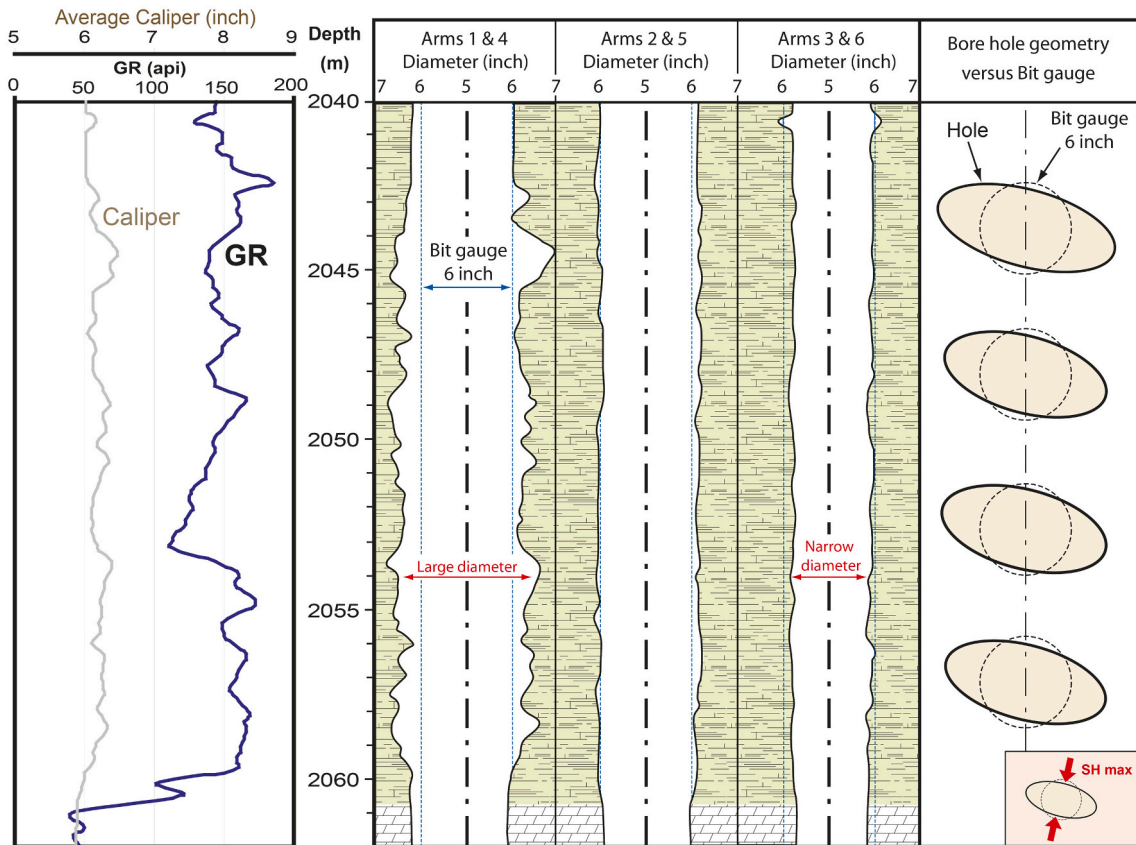 Average Caliper (inch)
5 6 7 8 9
GR (api)
0 50 100 150 200
Caliper
GR
Depth
(m)
2040
2045
2050
2055
2060
Arms 1 & 4
Diameter (inch)
7 6 5 6 7
Arms 2 & 5
Diameter (inch)
6 5 6 7
Arms 3 & 6
Diameter (inch)
6 5 6 7
Bit gauge
6 inch
Large diameter
Narrow
diameter
Bore hole geometry
versus Bit gauge
Hole
Bit gauge
6 inch
SH max